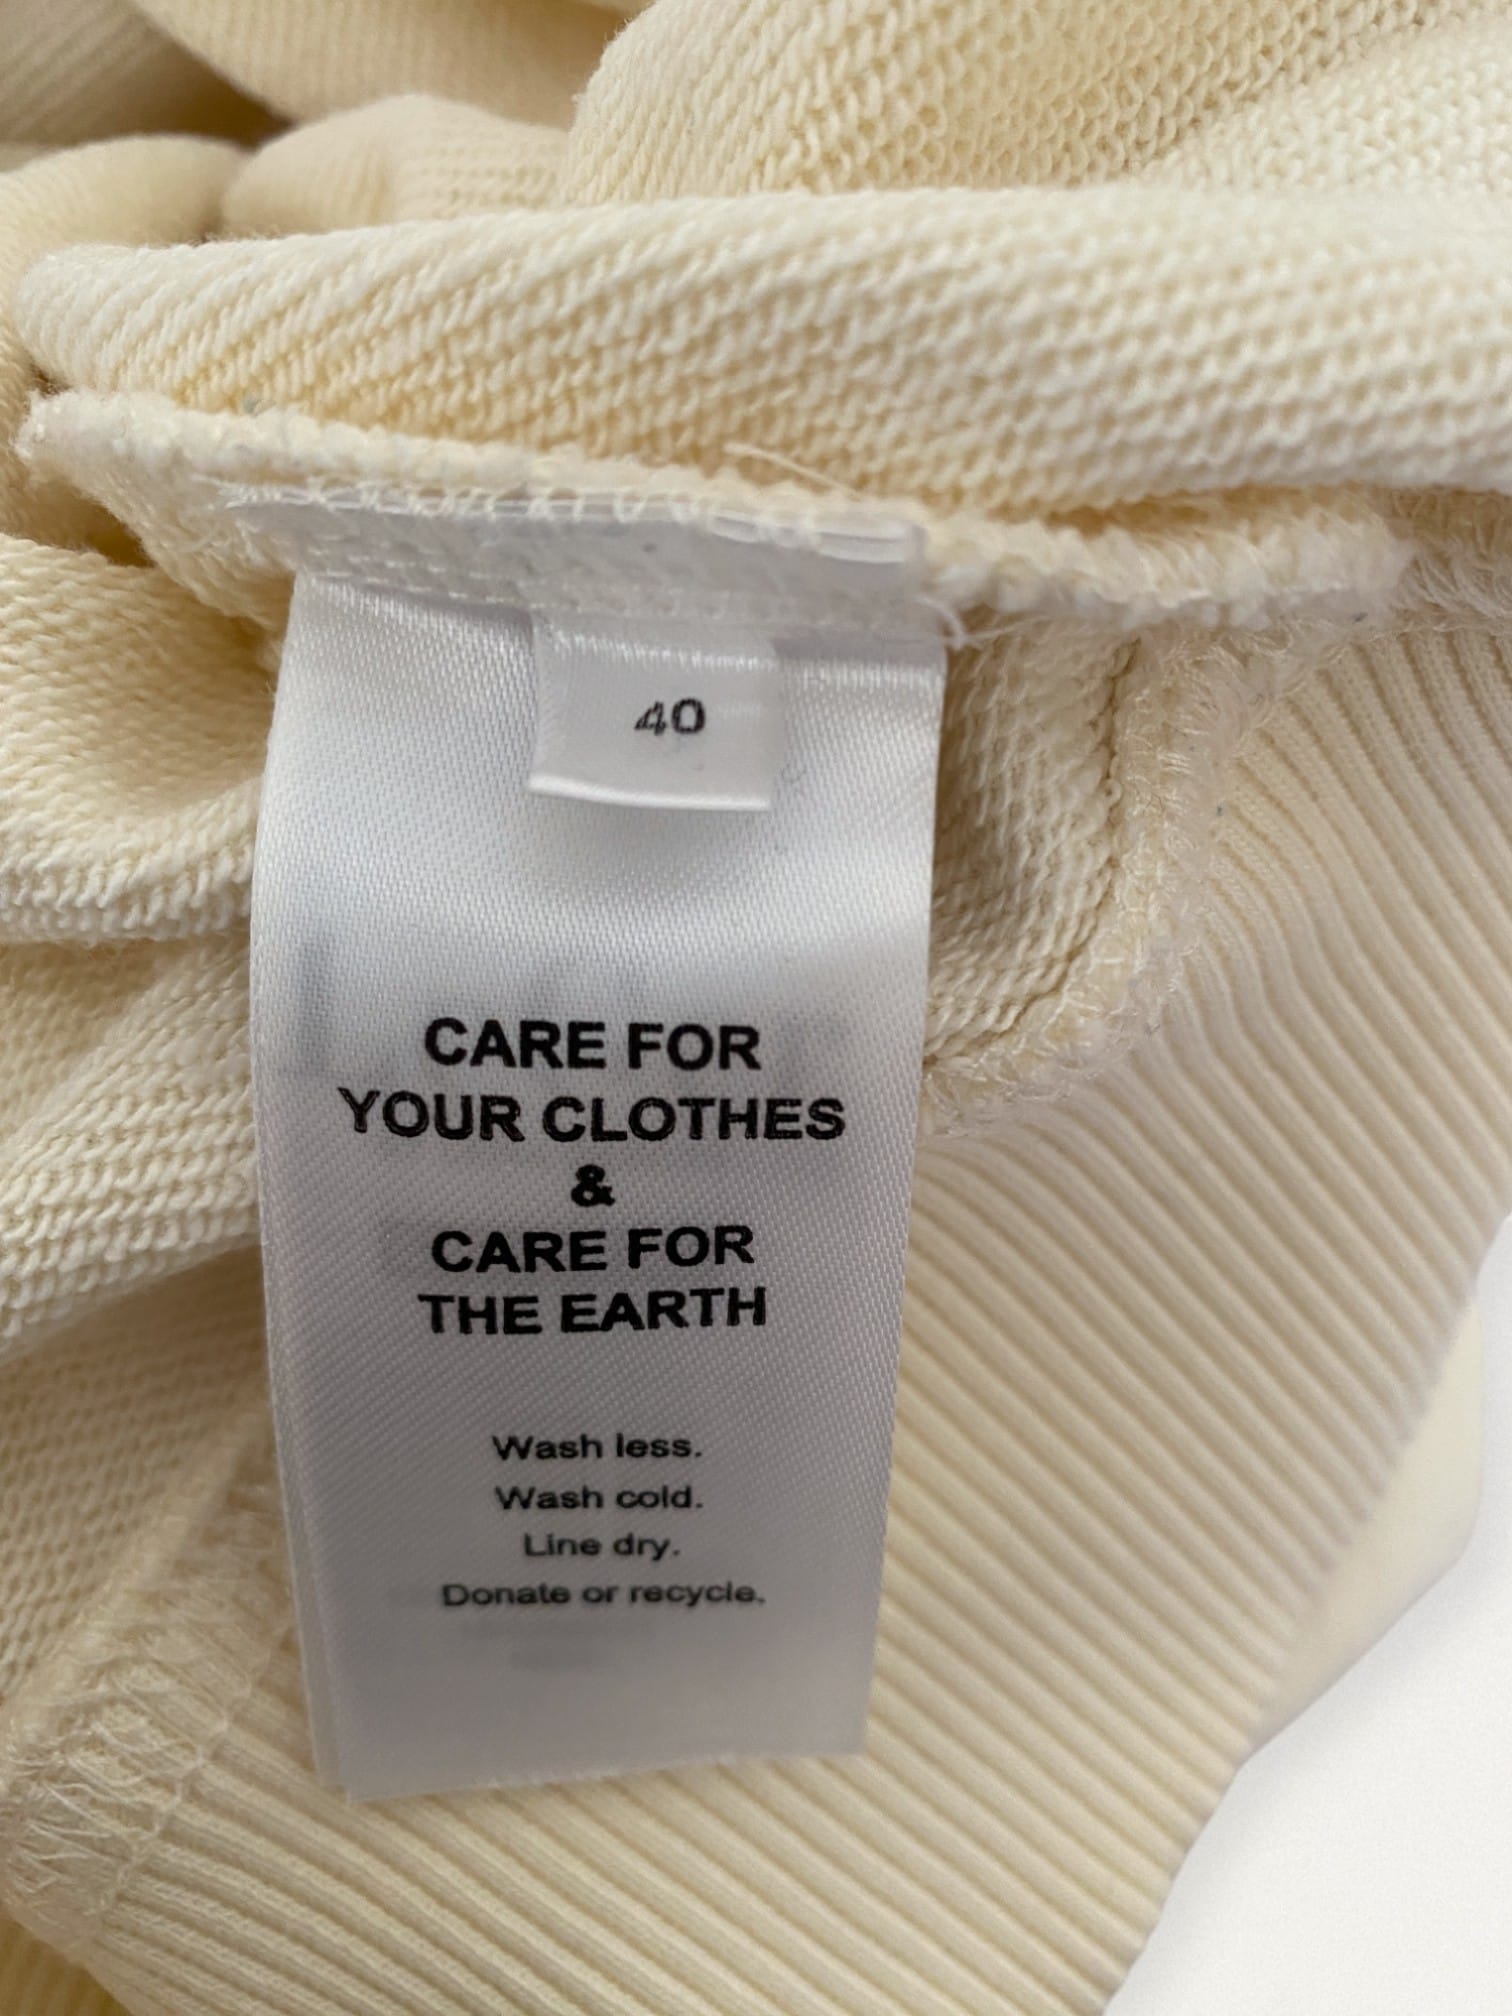 40
CARE FOR
YOUR CLOTHES
&
CARE FOR
THE EARTH
Wash less.
Wash cold.
Line dry.
Donate or recycle.